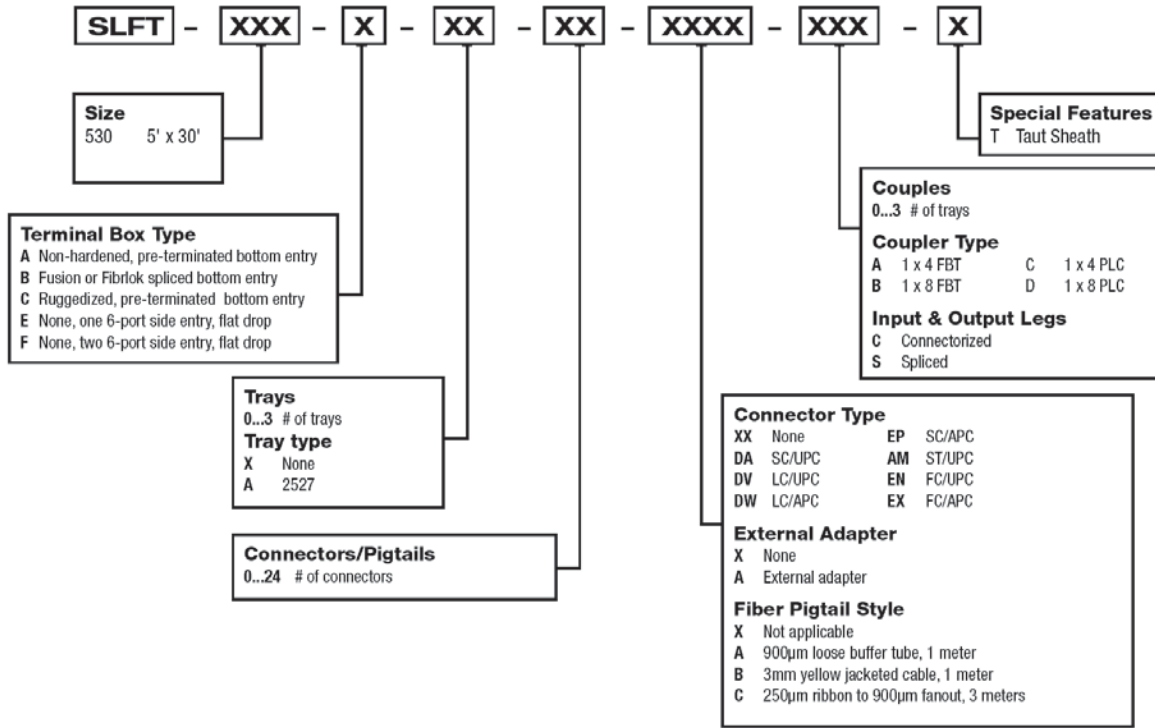 SLFT – XXX – X – XX – XX – XXXX – XXX – X
Size
530 5' x 30'
Special Features
T Taut Sheath
Terminal Box Type
A Non-hardened, pre-terminated bottom entry
B Fusion or Fibrlok spliced bottom entry
C Ruggedized, pre-terminated bottom entry
E None, one 6-port side entry, flat drop
F None, two 6-port side entry, flat drop
Couples
0...3 # of trays
Coupler Type
A 1 x 4 FBT C 1 x 4 PLC
B 1 x 8 FBT D 1 x 8 PLC
Input & Output Legs
C Connectorized
S Spliced
Trays
0...3 # of trays
Tray type
X None
A 2527
Connectors/Pigtails
0...24 # of connectors
Connector Type
XX None EP SC/APC
DA SC/UPC AM ST/UPC
DV LC/UPC EN FC/UPC
DW LC/APC EX FC/APC
External Adapter
X None
A External adapter
Fiber Pigtail Style
X Not applicable
A 900µm loose buffer tube, 1 meter
B 3mm yellow jacketed cable, 1 meter
C 250µm ribbon to 900µm fanout, 3 meters